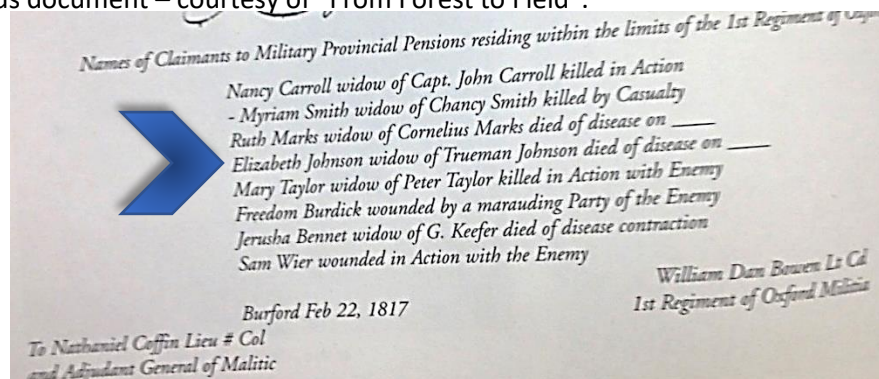 as document – courtesy of "From Forest to Field".
Names of Claimants to Military Provincial Pensions residing within the limits of the 1st Regiment of
Nancy Carroll widow of Capt. John Carroll killed in Action
- Myriam Smith widow of Chancy Smith killed by Casualty
Ruth Marks widow of Cornelius Marks died of disease on ____
Elizabeth Johnson widow of Trueman Johnson died of disease on ____
Mary Taylor widow of Peter Taylor killed in Action with Enemy
Freedom Burdick wounded by a marauding Party of the Enemy
Jerusha Bennet widow of G. Keefer died of disease contraction
Sam Wier wounded in Action with the Enemy
William Dan Bowen Lt Cd
1st Regiment of Oxford Militia
Burford Feb 22, 1817
To Nathaniel Coffin Lieu # Col
and Adjudant General of Malitic